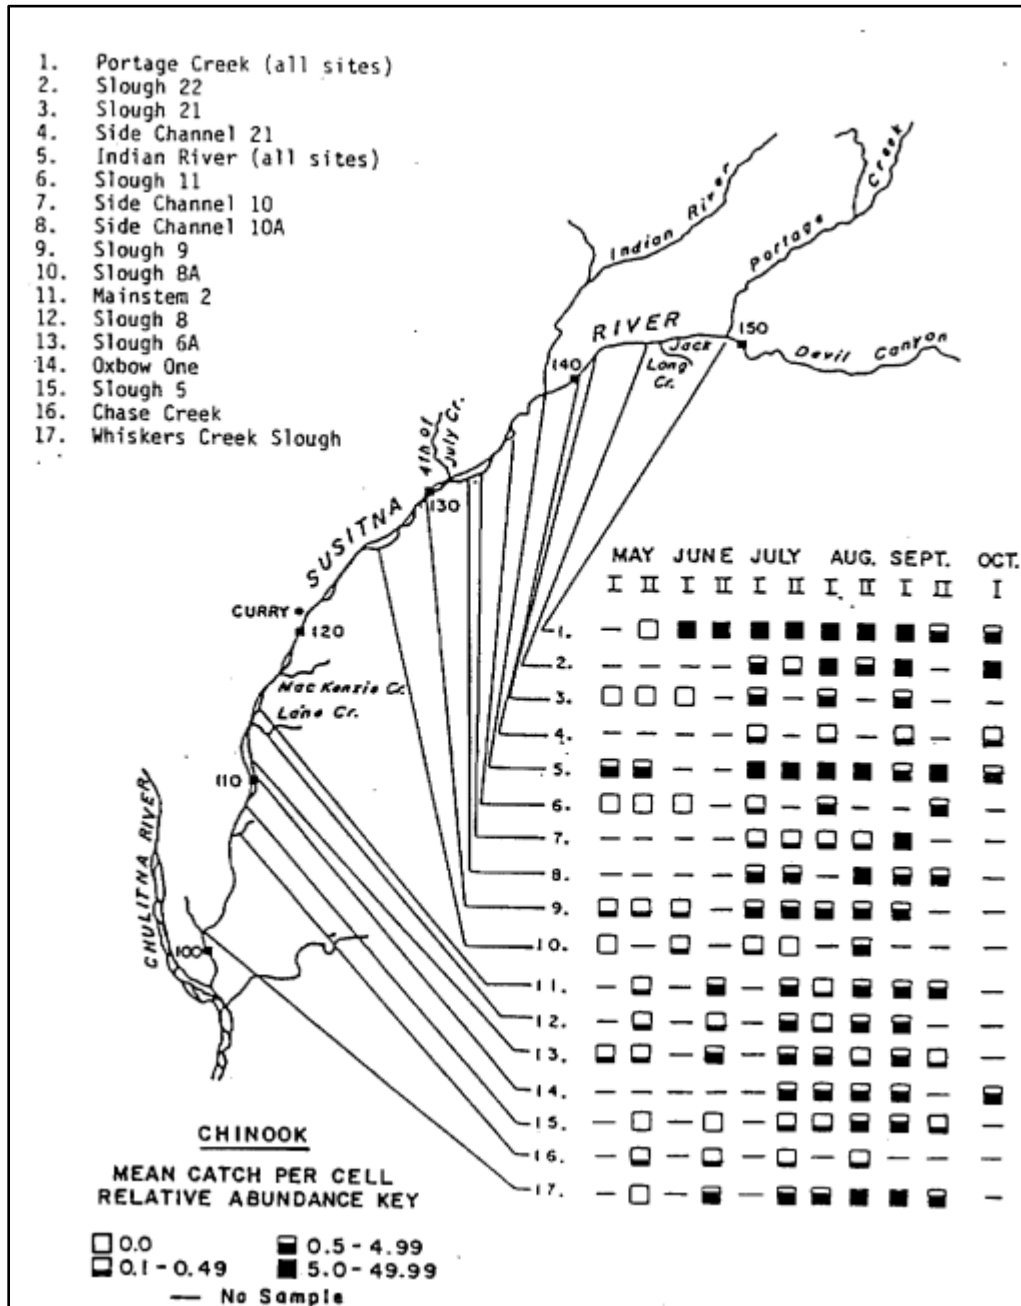 1. Portage Creek (all sites)
2. Slough 22
3. Slough 21
4. Side Channel 21
5. Indian River (all sites)
6. Slough 11
7. Side Channel 10
8. Side Channel 10A
9. Slough 9
10. Slough 8A
11. Mainstem 2
12. Slough 8
13. Slough 6A
14. Oxbow One
15. Slough 5
16. Chase Creek
17. Whiskers Creek Slough
Indian River
Portage Creek
RIVER
150
Jack
Long
Cr.
Devil Canyon
140
4th of
July Cr.
130
SUSITNA
CURRY
120
MacKenzie Cr.
Lane Cr.
110
CHULITNA RIVER
100
MAY JUNE JULY AUG. SEPT. OCT.
I II I II I II I II I II I
1. —
2. — — — — —
3. — — — — —
4. — — — — — — —
5. — —
6. — — — —
7. — — — — — —
8. — — — — — —
9. — — —
10. — — — — —
11. — — — —
12. — — — — —
13. — —
14. — — — — — —
15. — — — —
16. — — — — — — —
17. — — — —
CHINOOK
MEAN CATCH PER CELL
RELATIVE ABUNDANCE KEY
0.0 0.5 - 4.99
0.1 - 0.49 5.0 - 49.99
— No Sample